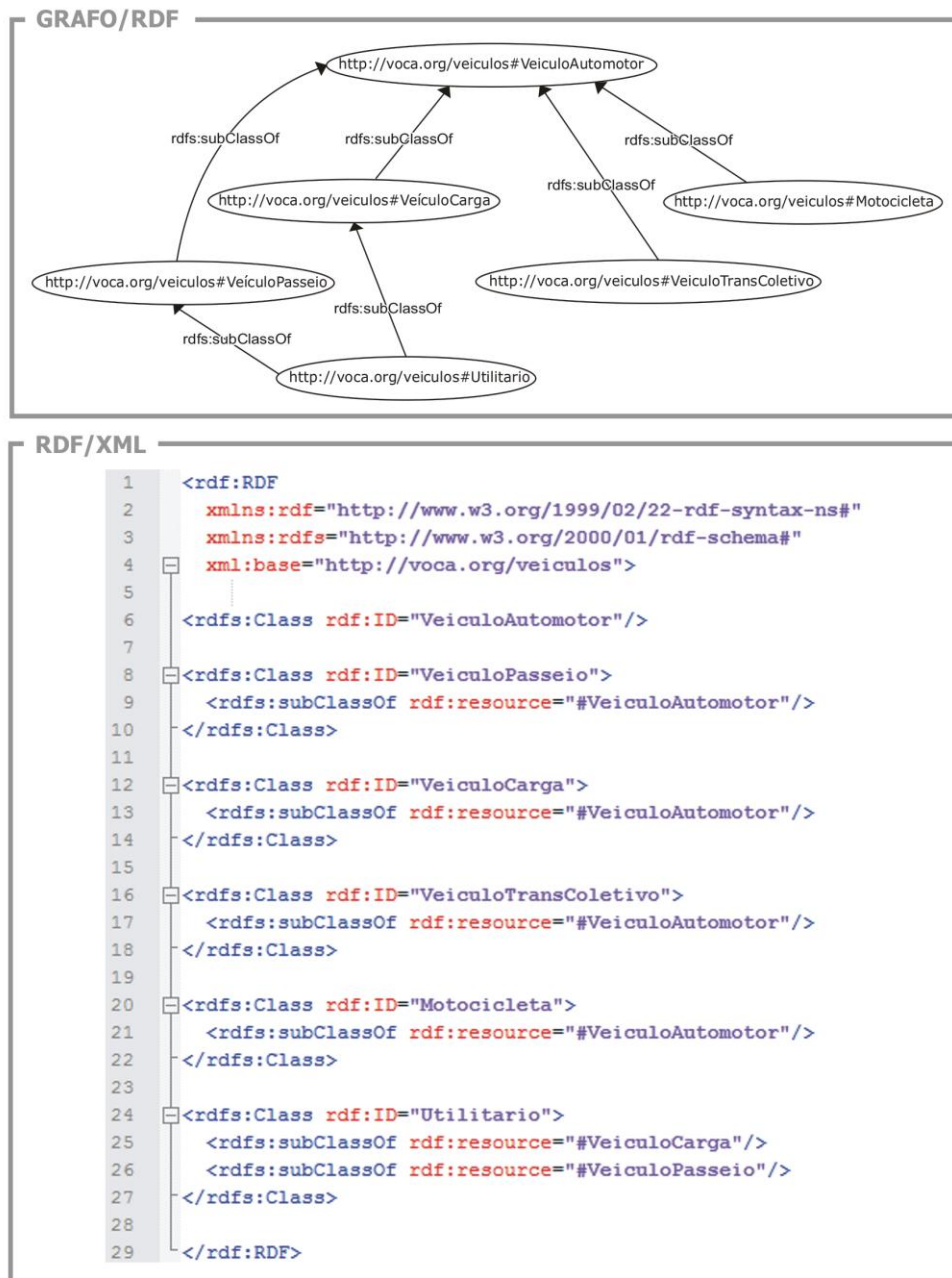 GRAFO/RDF
http://voca.org/veiculos#VeiculoAutomotor
rdfs:subClassOf
rdfs:subClassOf
rdfs:subClassOf
rdfs:subClassOf
http://voca.org/veiculos#VeículoCarga
http://voca.org/veiculos#Motocicleta
http://voca.org/veiculos#VeículoPasseio
http://voca.org/veiculos#VeiculoTransColetivo
rdfs:subClassOf
rdfs:subClassOf
http://voca.org/veiculos#Utilitario
RDF/XML
1 <rdf:RDF
2 xmlns:rdf="http://www.w3.org/1999/02/22-rdf-syntax-ns#"
3 xmlns:rdfs="http://www.w3.org/2000/01/rdf-schema#"
4 xml:base="http://voca.org/veiculos">
5
6 <rdfs:Class rdf:ID="VeiculoAutomotor"/>
7
8 <rdfs:Class rdf:ID="VeiculoPasseio">
9 <rdfs:subClassOf rdf:resource="#VeiculoAutomotor"/>
10 </rdfs:Class>
11
12 <rdfs:Class rdf:ID="VeiculoCarga">
13 <rdfs:subClassOf rdf:resource="#VeiculoAutomotor"/>
14 </rdfs:Class>
15
16 <rdfs:Class rdf:ID="VeiculoTransColetivo">
17 <rdfs:subClassOf rdf:resource="#VeiculoAutomotor"/>
18 </rdfs:Class>
19
20 <rdfs:Class rdf:ID="Motocicleta">
21 <rdfs:subClassOf rdf:resource="#VeiculoAutomotor"/>
22 </rdfs:Class>
23
24 <rdfs:Class rdf:ID="Utilitario">
25 <rdfs:subClassOf rdf:resource="#VeiculoCarga"/>
26 <rdfs:subClassOf rdf:resource="#VeiculoPasseio"/>
27 </rdfs:Class>
28
29 </rdf:RDF>